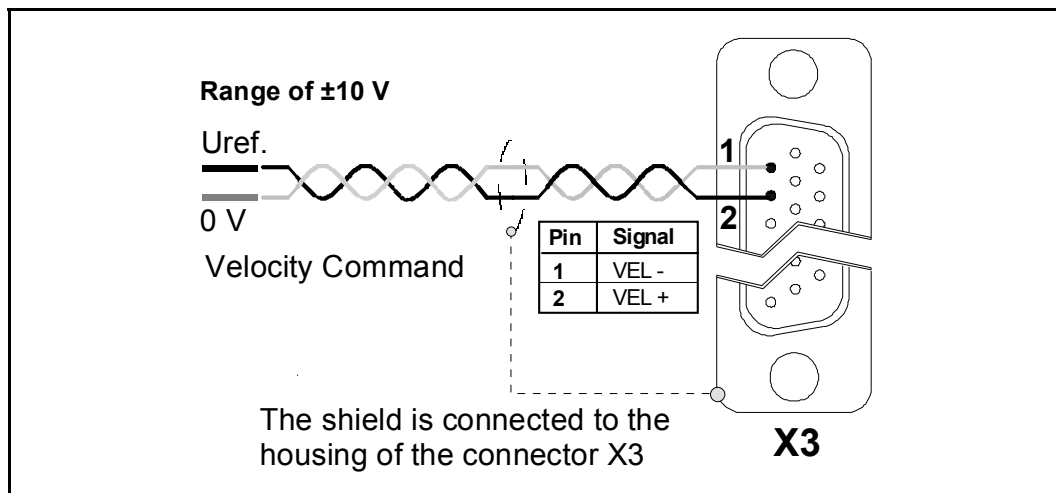 Range of ±10 V
Uref.
0 V
Velocity Command
1
2
Pin Signal
1 VEL -
2 VEL +
The shield is connected to the
housing of the connector X3
X3